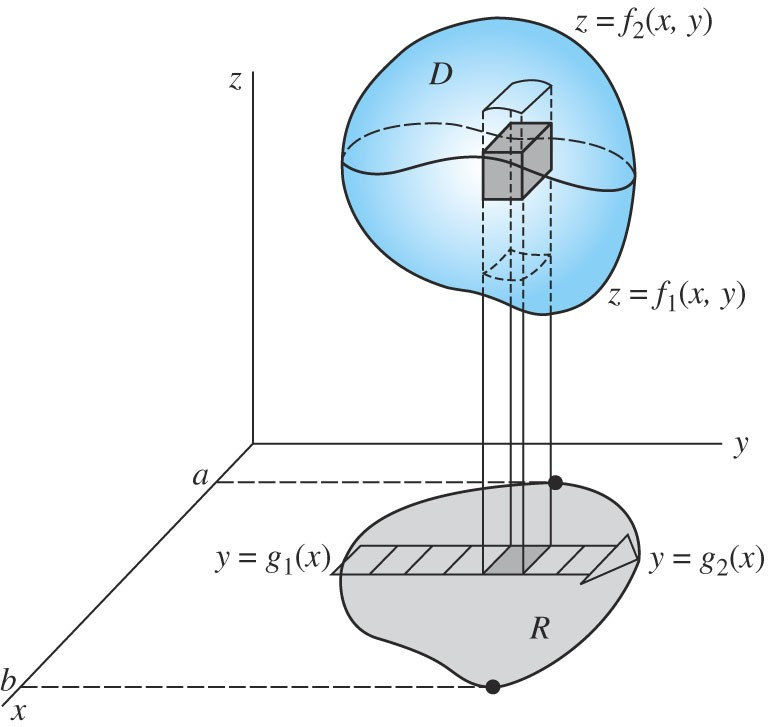 z = f₂(x, y)
z
D
z = f₁(x, y)
y
a
y = g₁(x)
y = g₂(x)
R
b
x